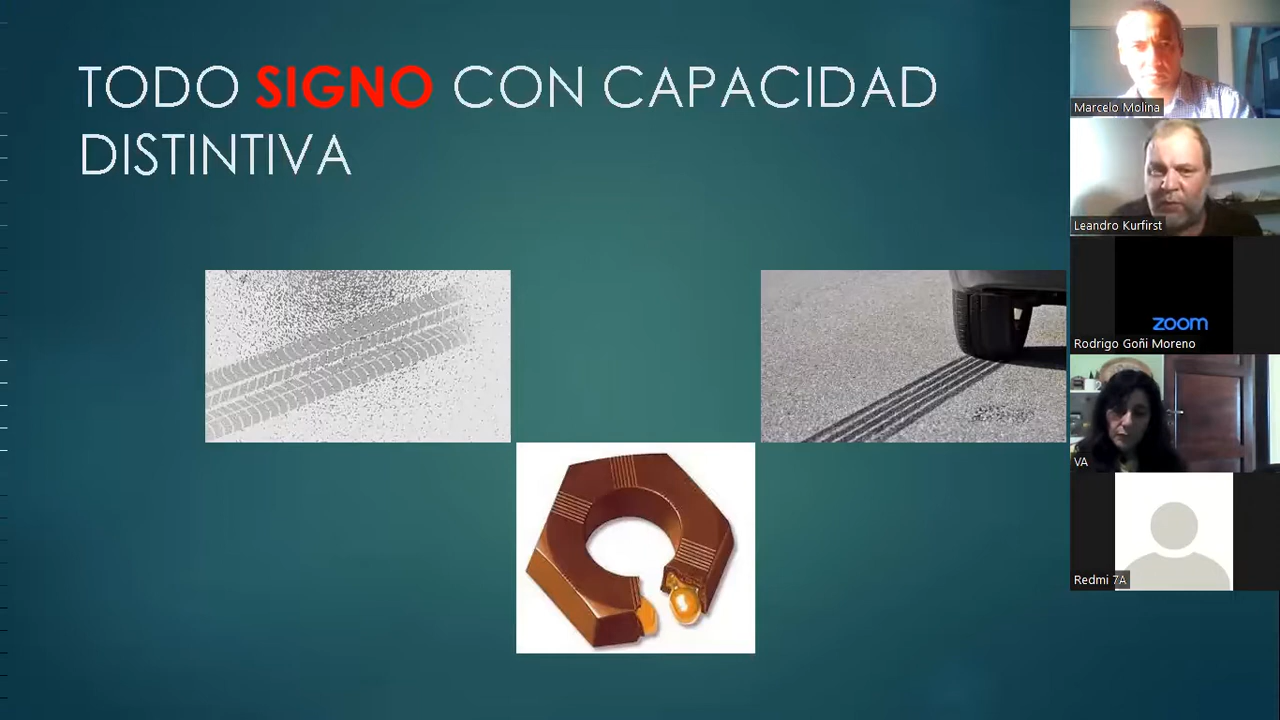 TODO SIGNO CON CAPACIDAD
DISTINTIVA
Marcelo Molina
Leandro Kurfirst
zoom
Rodrigo Goñi Moreno
VA
Redmi 7A